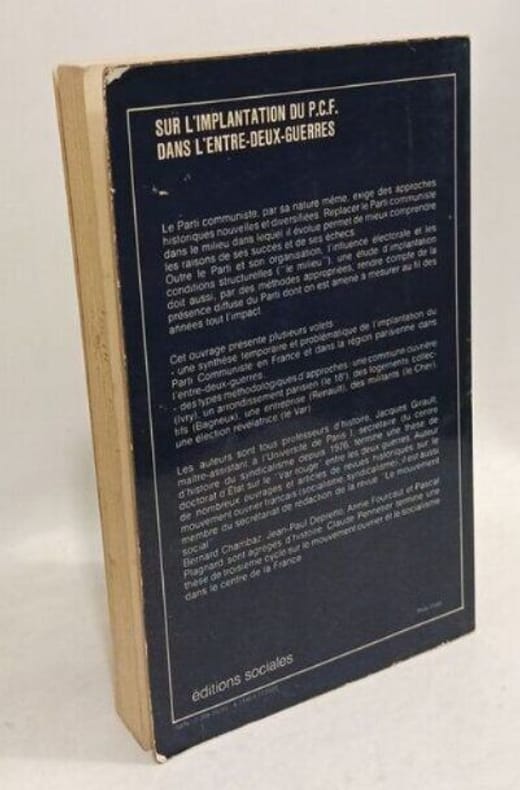 SUR L'IMPLANTATION DU P.C.F.
DANS L'ENTRE-DEUX-GUERRES
Le Parti communiste, par sa nature même, exige des approches
historiques nouvelles et diversifiées. Replacer le Parti communiste
dans le milieu dans lequel il évolue permet de mieux comprendre
les raisons de ses succès et de ses échecs.
Outre le Parti et son organisation, l'influence électorale et les
conditions structurelles ("le milieu"), une étude d'implantation
doit aussi, par des méthodes appropriées, rendre compte de la
présence diffuse du Parti dont on est amené à mesurer au fil des
années tout l'impact.
Cet ouvrage présente plusieurs volets :
- une synthèse temporaire et problématique de l'implantation du
Parti Communiste en France et dans la région parisienne dans
l'entre-deux-guerres
- des types méthodologiques d'approches : une commune ouvrière
(Ivry), un arrondissement parisien (le 18e), des logements collec-
tifs (Bagneux), une entreprise (Renault), des militants (le Cher),
une élection révélatrice (le Var)
Les auteurs sont tous professeurs d'histoire. Jacques Girault,
maître-assistant à l'Université de Paris I, secrétaire du centre
d'histoire du syndicalisme depuis 1976, termine une thèse de
doctorat d'État sur le "Var rouge" entre les deux guerres. Auteur
de nombreux ouvrages et articles de revues historiques sur le
mouvement ouvrier français (socialisme, syndicalisme), il est aussi
membre du secrétariat de rédaction de la revue "Le mouvement
social"
Bernard Chambaz, Jean-Paul Depretto, Annie Fourcaut et Pascal
Plagnard, sont agrégés d'histoire. Claude Pennetier termine une
thèse de troisième cycle sur le mouvement ouvrier et le socialisme
dans le centre de la France
éditions sociales